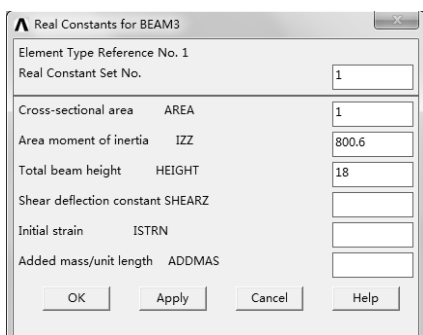 Real Constants for BEAM3
Element Type Reference No. 1
Real Constant Set No. 1
Cross-sectional area AREA 1
Area moment of inertia IZZ 800.6
Total beam height HEIGHT 18
Shear deflection constant SHEARZ
Initial strain ISTRN
Added mass/unit length ADDMAS
OK Apply Cancel Help